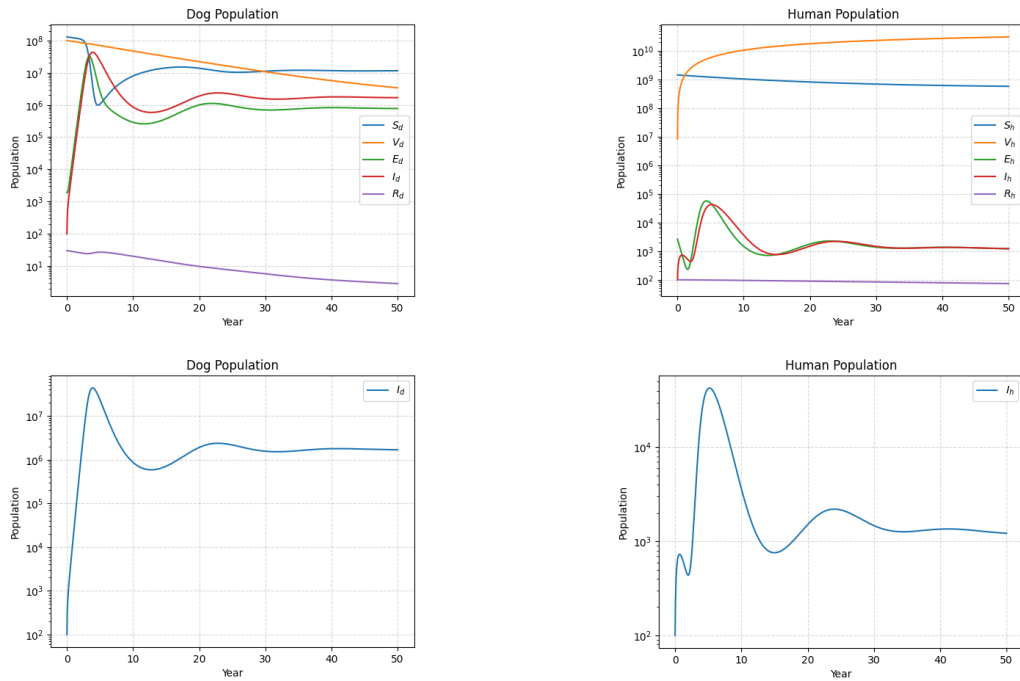 Dog Population
Population
10^8
10^7
10^6
10^5
10^4
10^3
10^2
10^1
S_d
V_d
E_d
I_d
R_d
0 10 20 30 40 50
Year
Human Population
Population
10^10
10^9
10^8
10^7
10^6
10^5
10^4
10^3
10^2
S_h
V_h
E_h
I_h
R_h
0 10 20 30 40 50
Year
Dog Population
Population
10^7
10^6
10^5
10^4
10^3
10^2
I_d
0 10 20 30 40 50
Year
Human Population
Population
10^4
10^3
10^2
I_h
0 10 20 30 40 50
Year